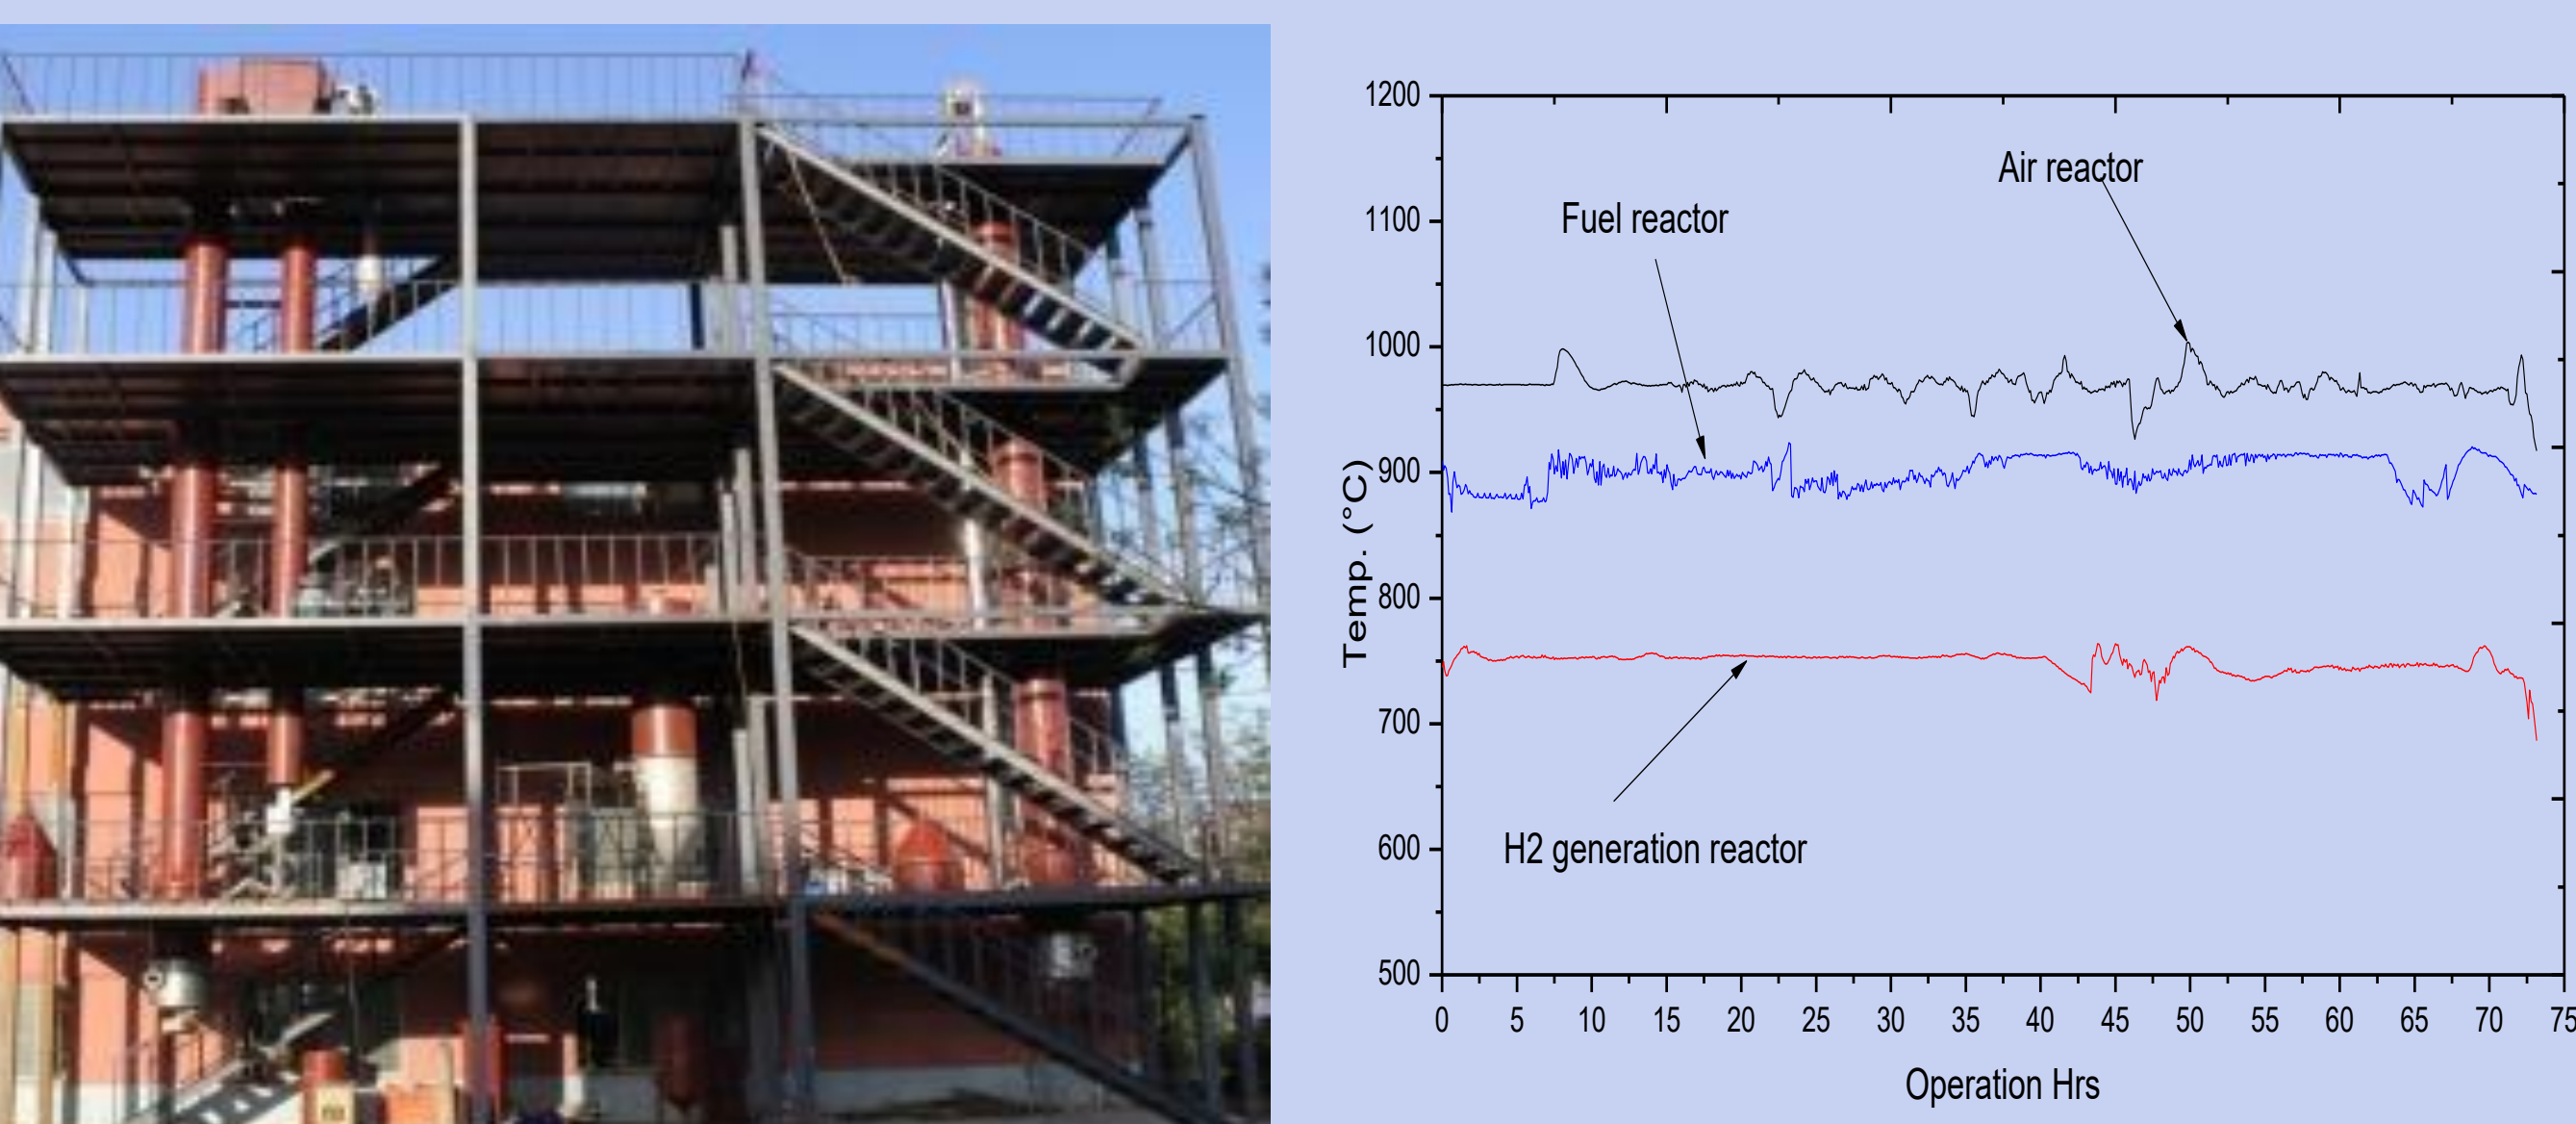 1200
1100
1000
900
800
700
600
500
Temp. (°C)
Air reactor
Fuel reactor
H2 generation reactor
0 5 10 15 20 25 30 35 40 45 50 55 60 65 70 75
Operation Hrs